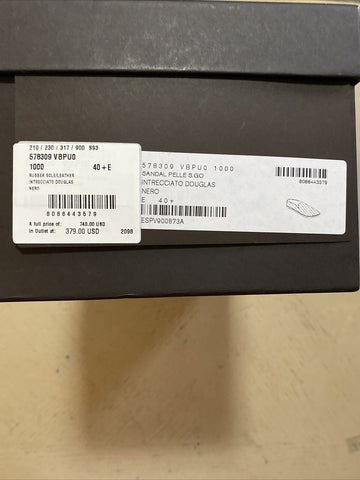 210 / 230 / 317 / 900 993
578309 VBPU0
1000 40+E
RUBBER SOLE/LEATHER
INTRECCIATO DOUGLAS
NERO
8086443579
A full price of: 740.00 USD
In Outlet at: 379.00 USD 2098
578309 VBPU0 1000
SANDAL PELLE S.GO
INTRECCIATO DOUGLAS
NERO
E 40+
ESPV900873A
8086443579